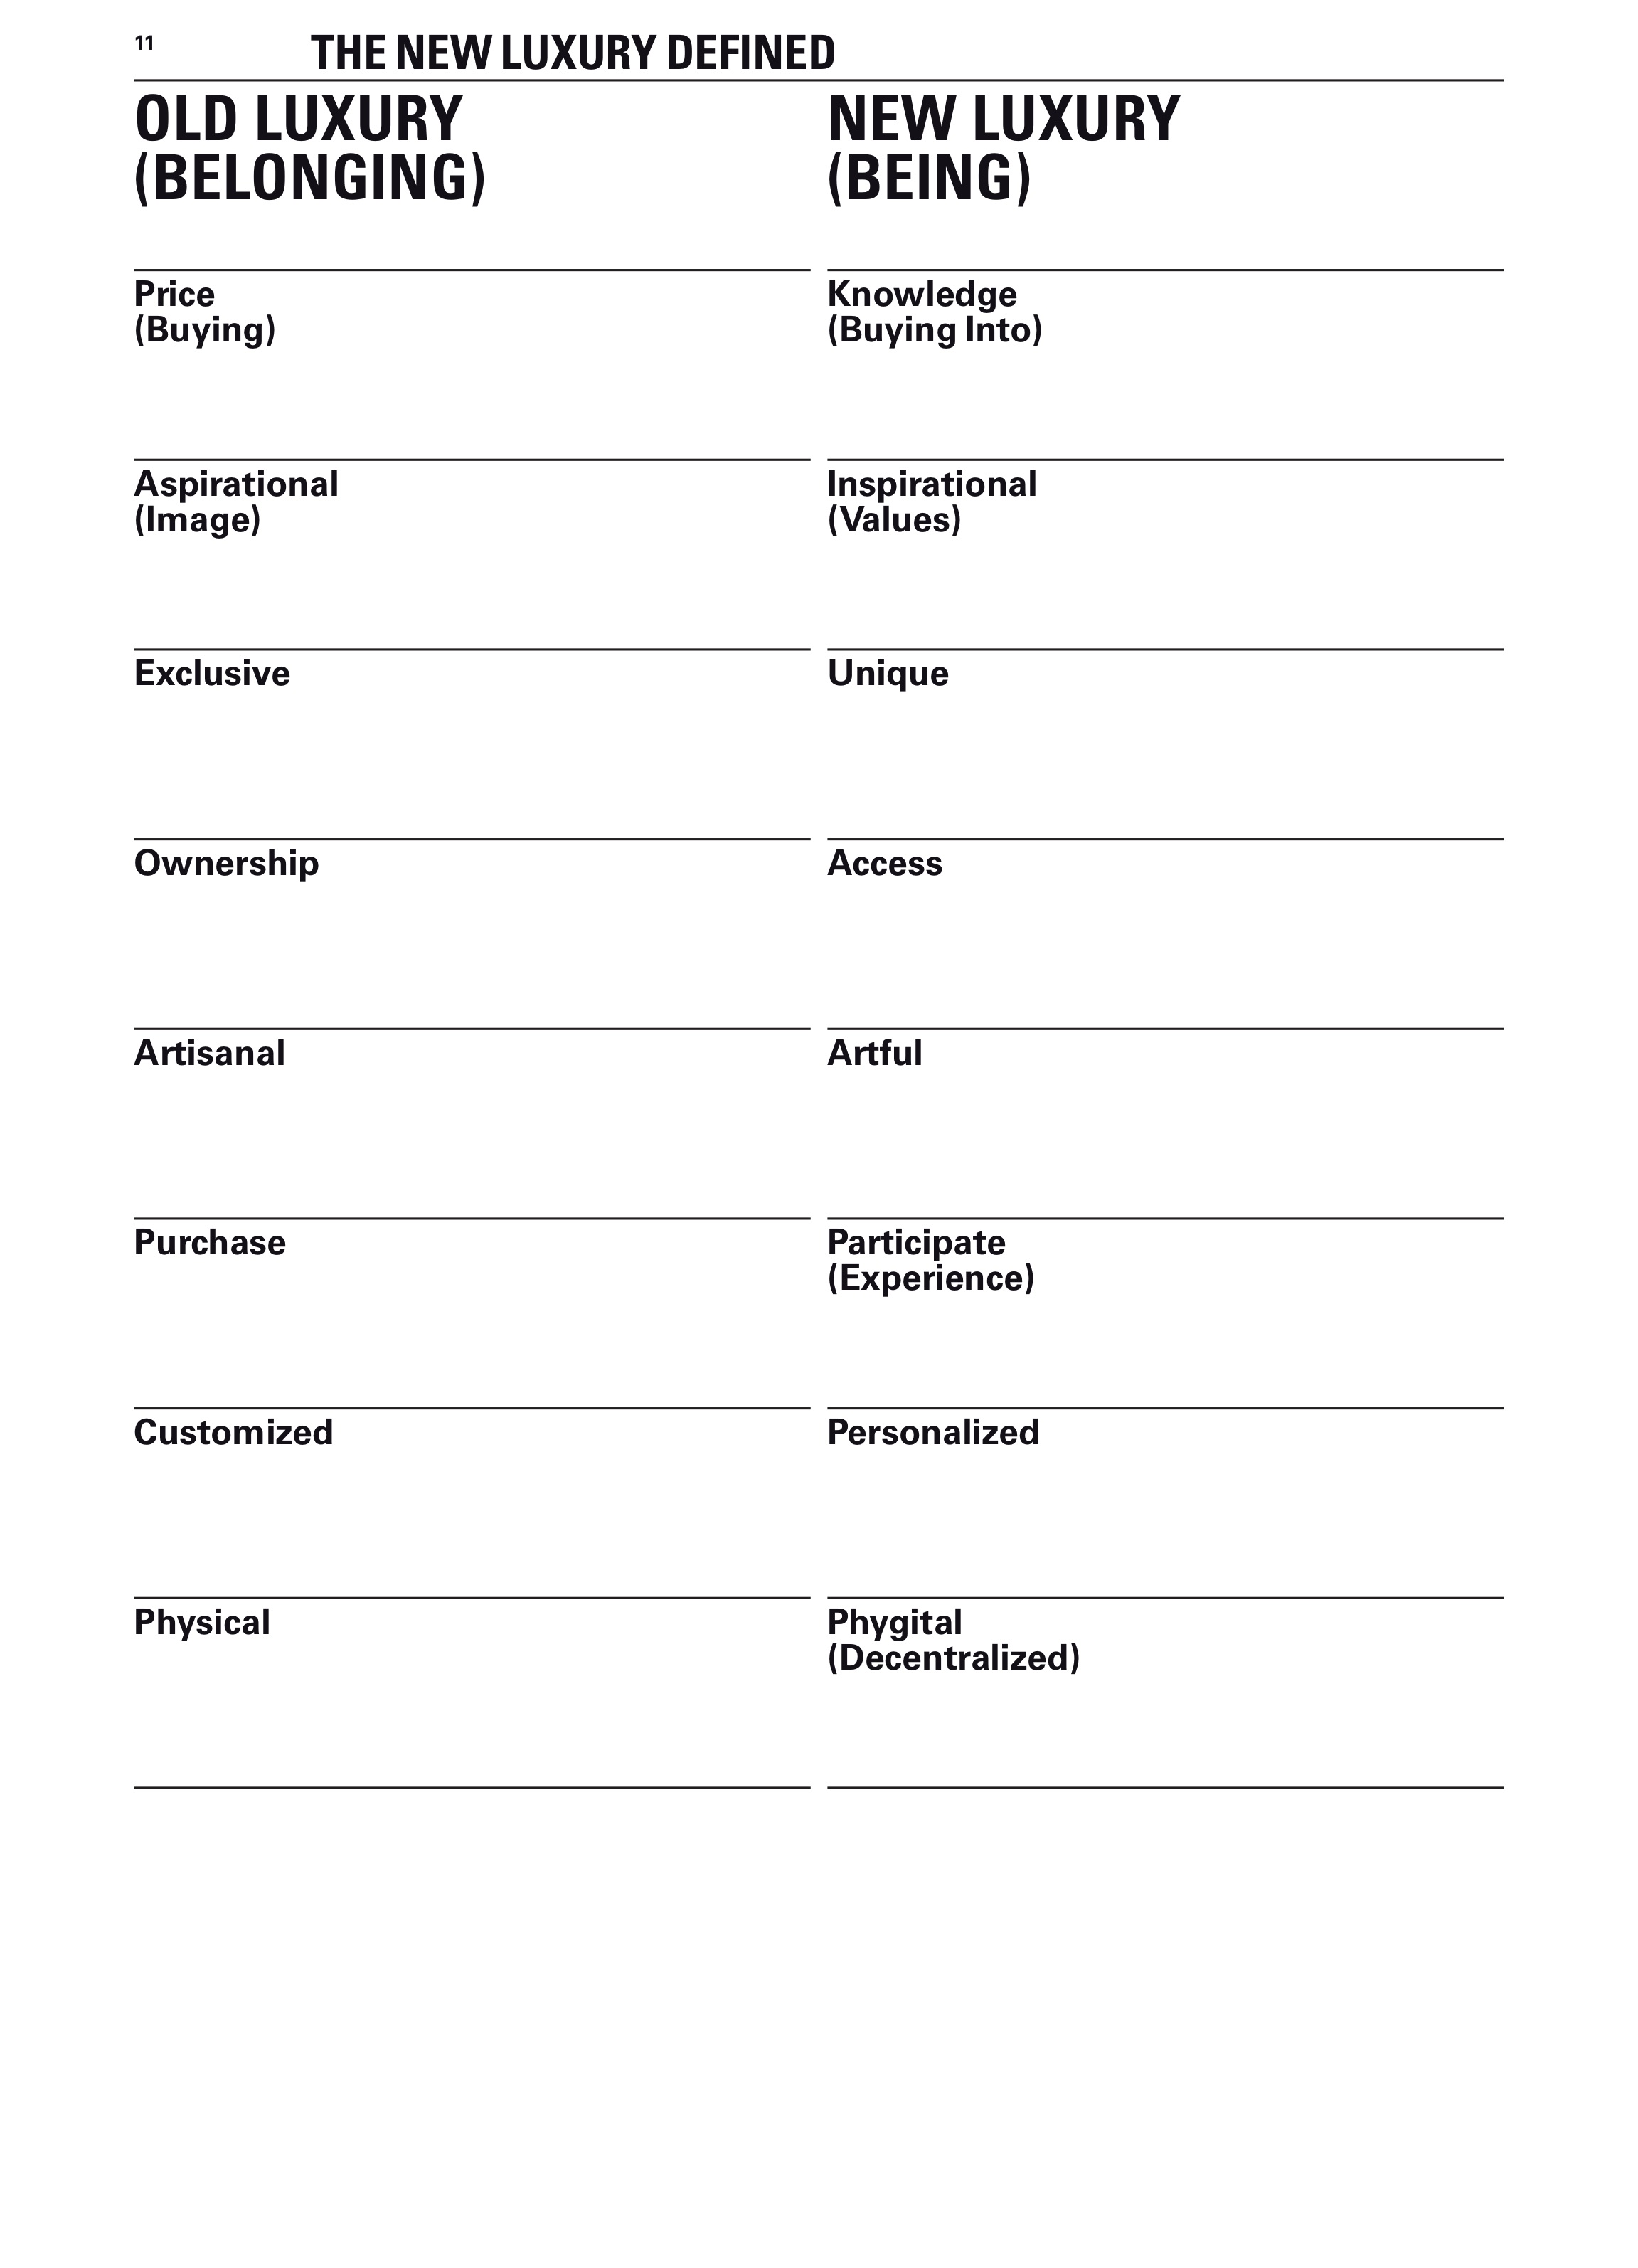 11
THE NEW LUXURY DEFINED
OLD LUXURY
(BELONGING)
NEW LUXURY
(BEING)
Price
(Buying)
Knowledge
(Buying Into)
Aspirational
(Image)
Inspirational
(Values)
Exclusive
Unique
Ownership
Access
Artisanal
Artful
Purchase
Participate
(Experience)
Customized
Personalized
Physical
Phygital
(Decentralized)